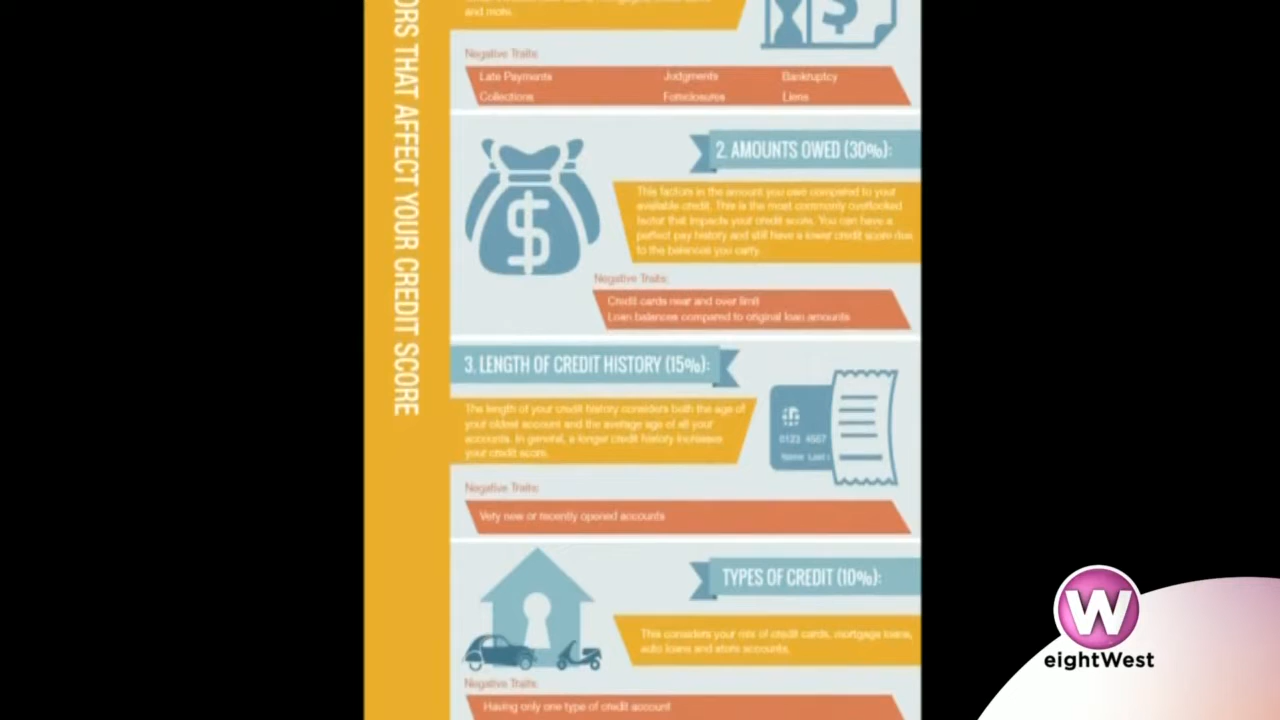 ORS THAT AFFECT YOUR CREDIT SCORE
and more.
Negative Traits:
Late Payments Judgments Bankruptcy
Collections Foreclosures Liens
2. AMOUNTS OWED (30%):
This factors in the amount you owe compared to your
available credit. This is the most commonly overlooked
factor that impacts your credit score. You can have a
perfect pay history and still have a lower credit score due
to the balances you carry.
Negative Traits:
Credit cards near and over limit
Loan balances compared to original loan amounts
3. LENGTH OF CREDIT HISTORY (15%):
The length of your credit history considers both the age of
your oldest account and the average age of all your
accounts. In general, a longer credit history increases
your credit score.
0123 4567
Name Last
Negative Traits:
Very new or recently opened accounts
TYPES OF CREDIT (10%):
This considers your mix of credit cards, mortgage loans,
auto loans and store accounts.
Negative Traits:
Having only one type of credit account
W
eightWest